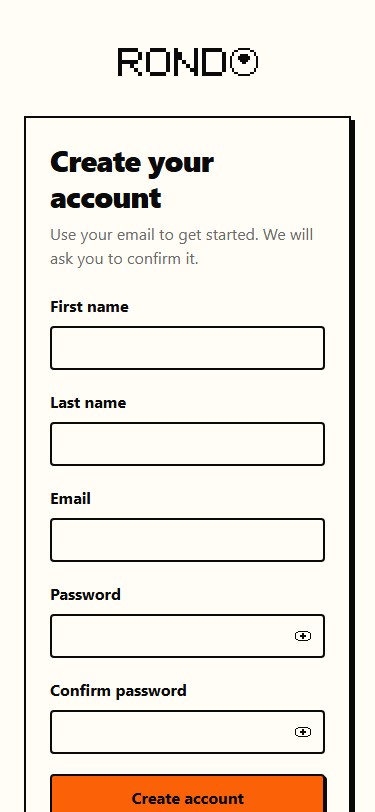 RONDO
Create your
account
Use your email to get started. We will
ask you to confirm it.
First name
Last name
Email
Password
Confirm password
Create account